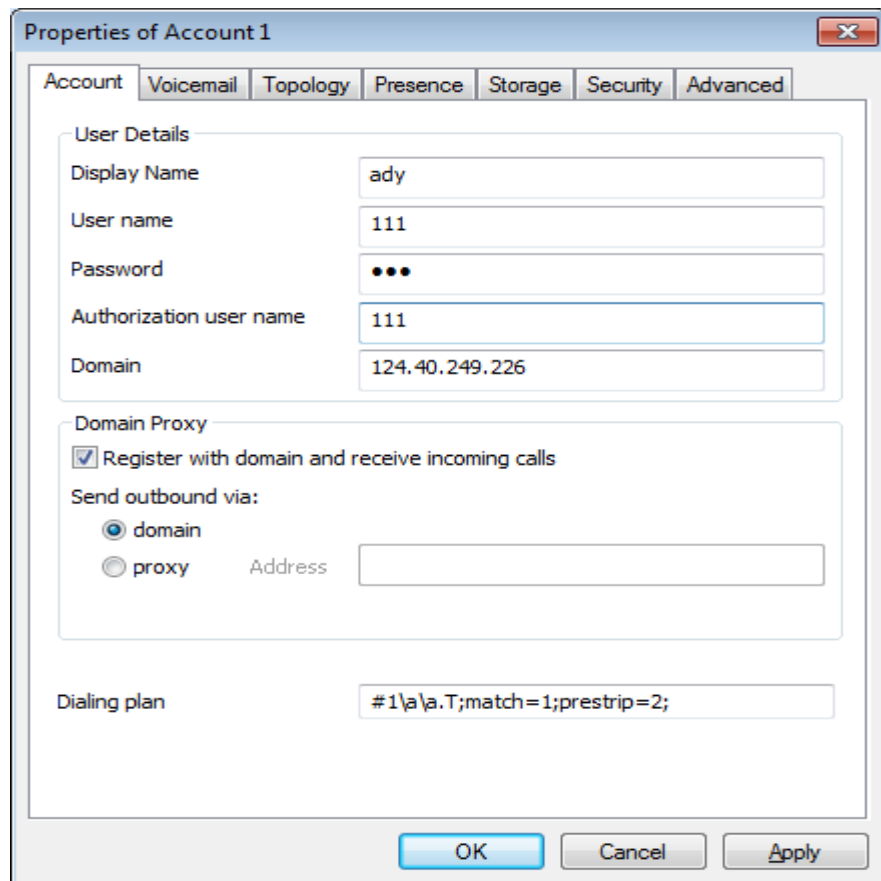 Properties of Account 1
Account Voicemail Topology Presence Storage Security Advanced
User Details
Display Name ady
User name 111
Password •••
Authorization user name 111
Domain 124.40.249.226
Domain Proxy
Register with domain and receive incoming calls
Send outbound via:
domain
proxy Address
Dialing plan #1\a\a.T;match=1;prestrip=2;
OK Cancel Apply